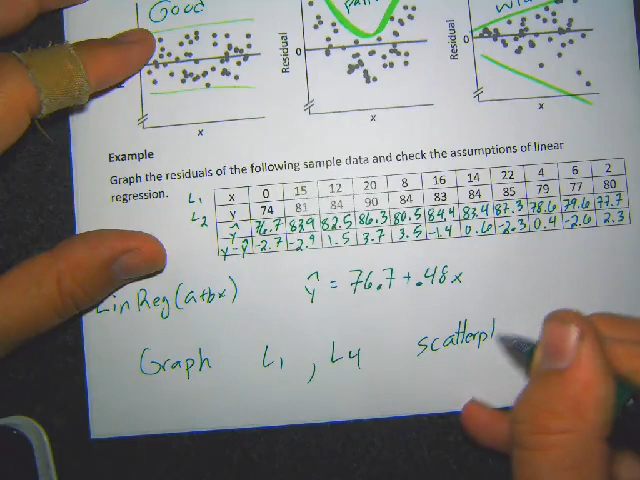 Good
Residual
0
x
Residual
0
x
x
Example
Graph the residuals of the following sample data and check the assumptions of linear
regression.
L1 x 0 15 12 20 8 16 14 22 4 6 2
L2 y 74 81 84 90 84 83 84 85 79 77 80
ŷ 76.7 83.9 82.5 86.3 80.5 84.4 83.4 87.3 78.6 79.6 77.7
y-ŷ -2.7 -2.9 1.5 3.7 3.5 -1.4 0.6 -2.3 0.4 -2.6 2.3
LinReg(a+bx) ŷ = 76.7 + .48x
Graph L1 , L4 scatterpl